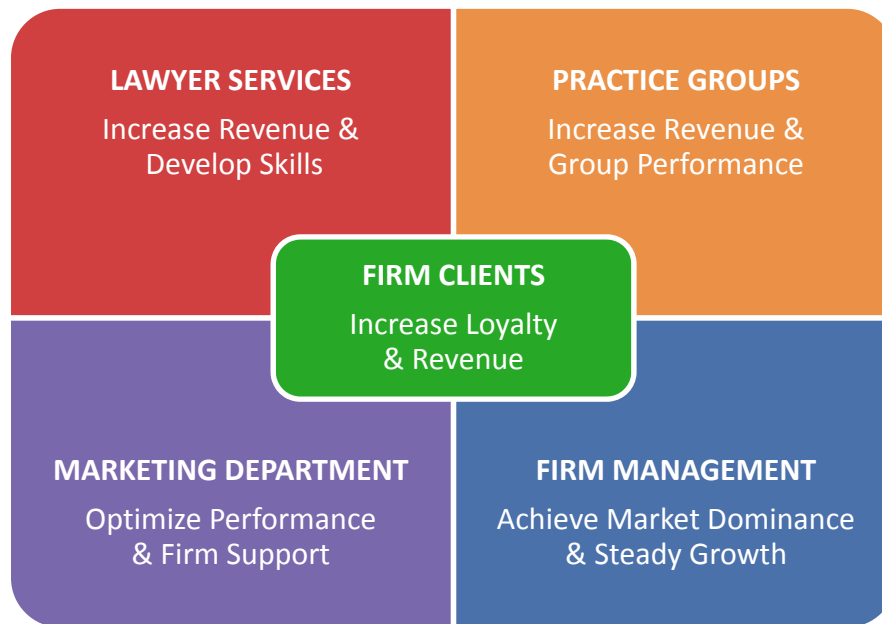 LAWYER SERVICES
Increase Revenue &
Develop Skills
PRACTICE GROUPS
Increase Revenue &
Group Performance
FIRM CLIENTS
Increase Loyalty
& Revenue
MARKETING DEPARTMENT
Optimize Performance
& Firm Support
FIRM MANAGEMENT
Achieve Market Dominance
& Steady Growth